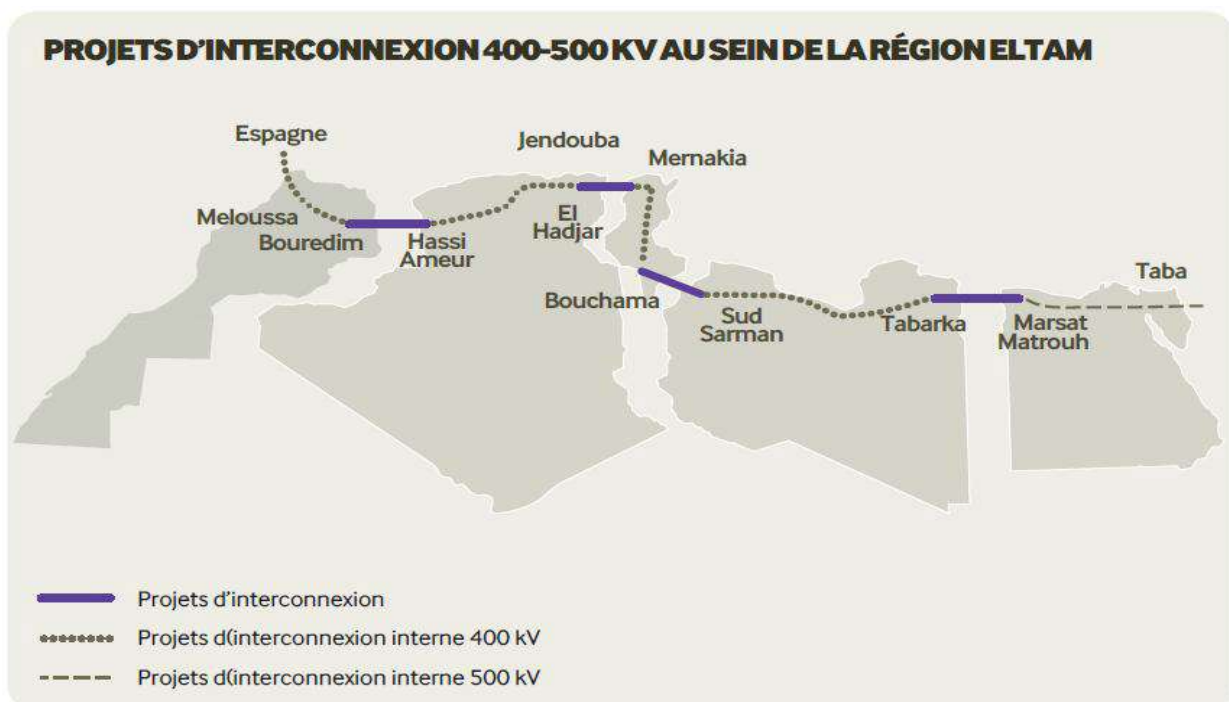 PROJETS D'INTERCONNEXION 400-500 KV AU SEIN DE LA RÉGION ELTAM
Espagne
Jendouba
Mernakia
Meloussa
Bouredim
Hassi
Ameur
El
Hadjar
Bouchama
Sud
Sarman
Tabarka
Marsat
Matrouh
Taba
Projets d'interconnexion
Projets d(interconnexion interne 400 kV
Projets d(interconnexion interne 500 kV